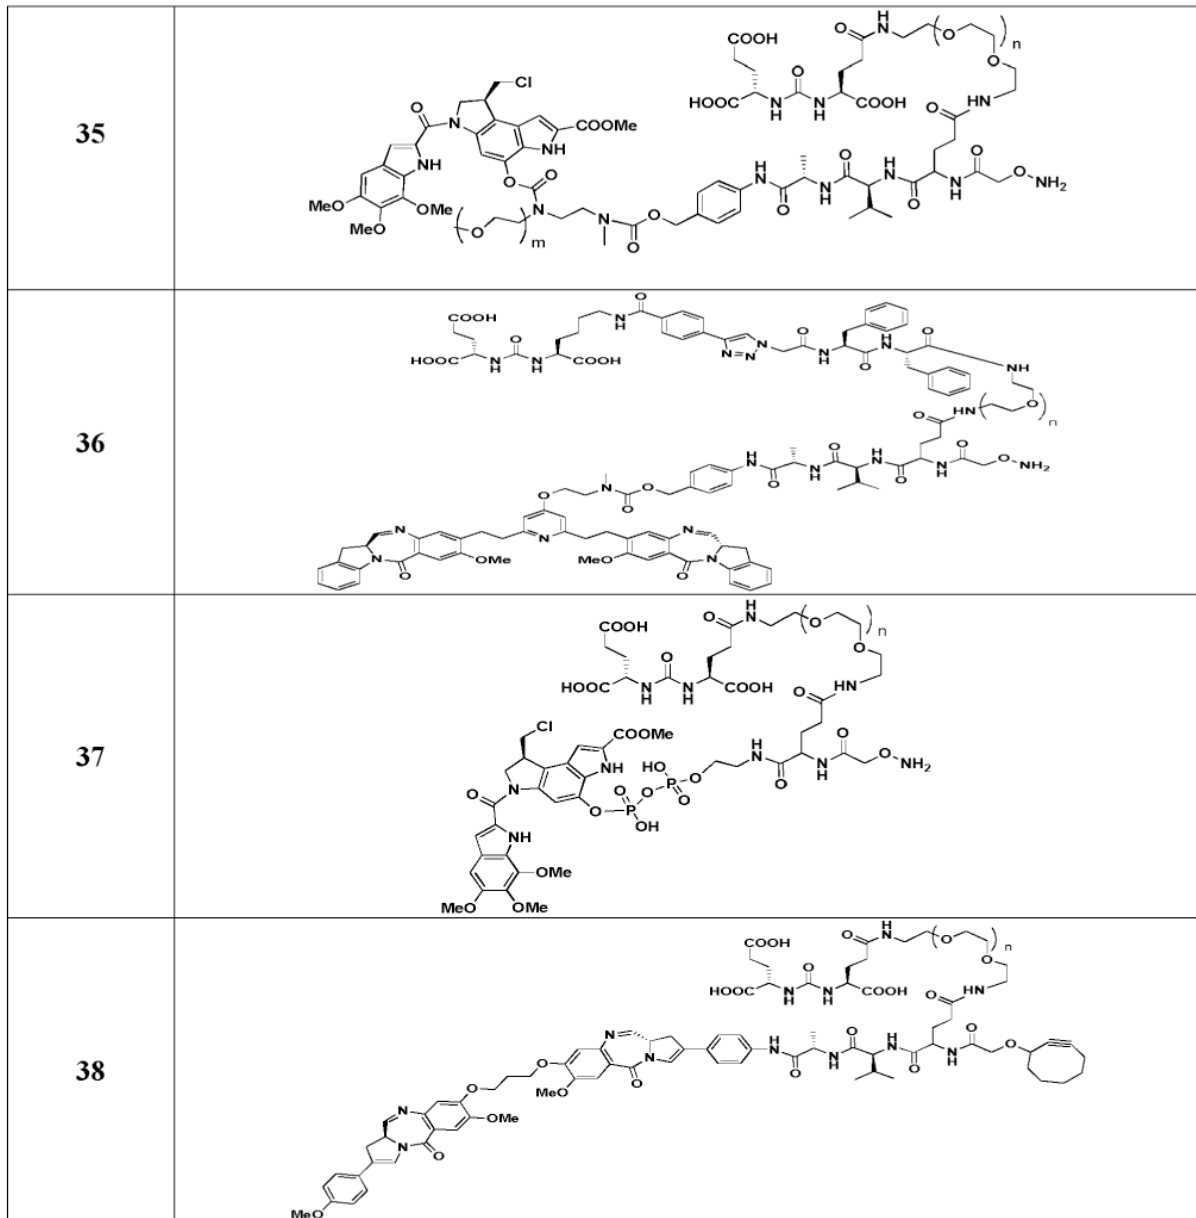 35
H
O N O n
COOH O
Cl O
HOOC N N COOH O HN
H H
O N COOMe
NH O O O
NH O H H H O NH2
O O N N N N
MeO OMe N N O O N O O H
MeO O m O H
36
O
COOH N
H
O N O H O O
HOOC N N COOH N=N N N NH
H H H
O
O HN n
O H H H O O NH2
O N O N N N N
O O N O O H
H
N N N
N OMe MeO N
O O
37
H
O N O n
COOH O
O
HOOC N N COOH O HN
H H
Cl COOMe
H O O NH2
NH HO O N N
O O P O O H
N O P O
O OH
NH
OMe
MeO OMe
38
H
O N O n
COOH O
O
HOOC N N COOH O HN
H H
N H O H O
O N N N N O
N O N O O H
O MeO O H
O
N OMe
N O
MeO